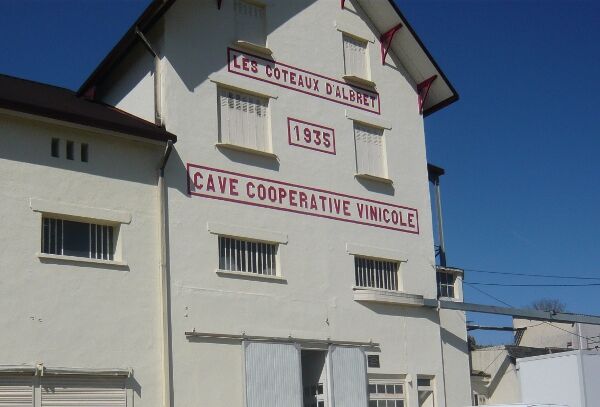 LES COTEAUX D'ALBRET
1935
CAVE COOPERATIVE VINICOLE